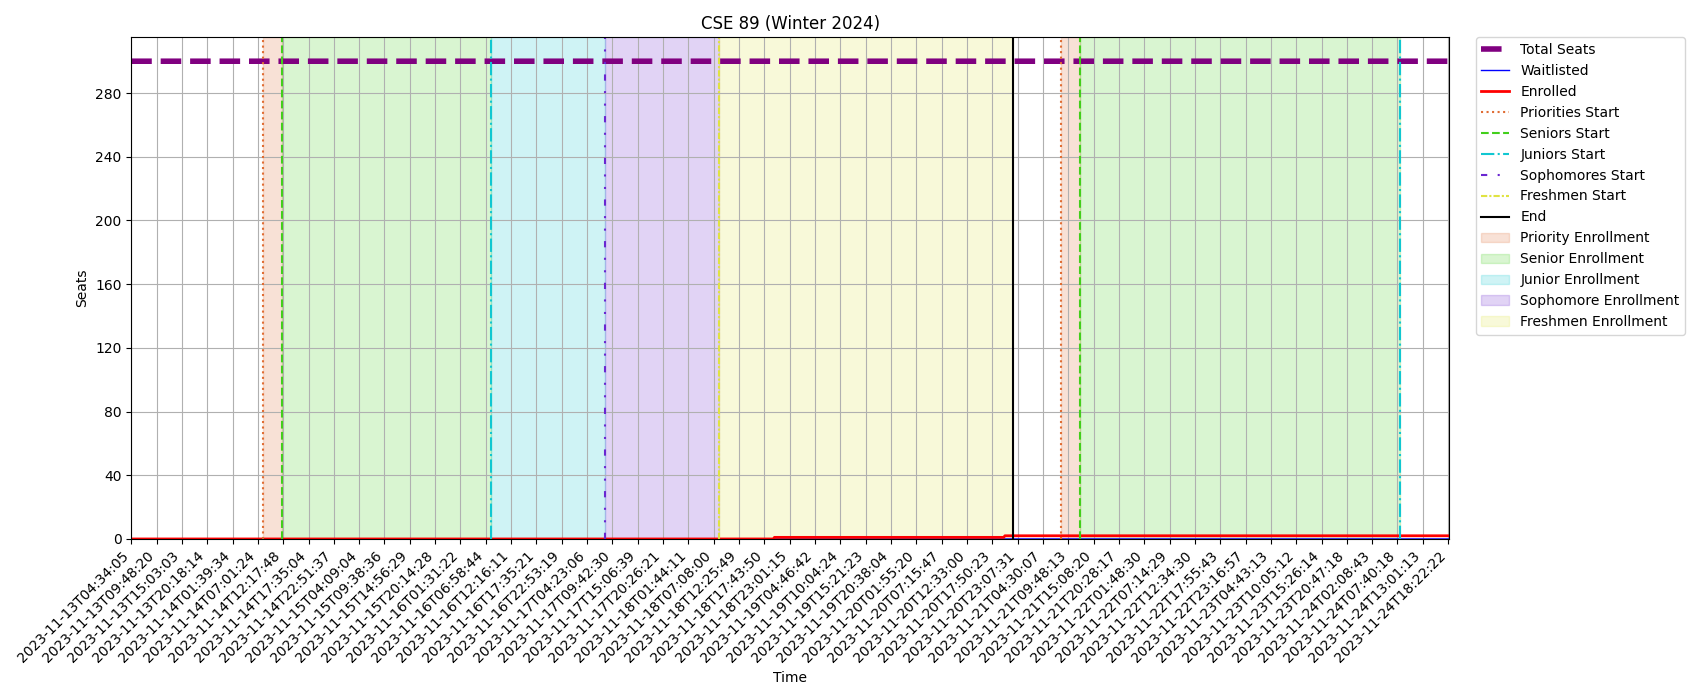 CSE 89 (Winter 2024)
Total Seats
Waitlisted
Enrolled
Priorities Start
Seniors Start
Juniors Start
Sophomores Start
Freshmen Start
End
Priority Enrollment
Senior Enrollment
Junior Enrollment
Sophomore Enrollment
Freshmen Enrollment
Seats
280
240
200
160
120
80
40
0
2023-11-13T04:34:05
2023-11-13T09:48:20
2023-11-13T15:03:03
2023-11-13T20:18:14
2023-11-14T01:39:34
2023-11-14T07:01:24
2023-11-14T12:17:48
2023-11-14T17:35:04
2023-11-14T22:51:37
2023-11-15T04:09:04
2023-11-15T09:38:36
2023-11-15T14:56:29
2023-11-15T20:14:28
2023-11-16T01:31:22
2023-11-16T06:58:44
2023-11-16T12:16:11
2023-11-16T17:35:21
2023-11-16T22:53:19
2023-11-17T04:23:06
2023-11-17T09:42:30
2023-11-17T15:06:39
2023-11-17T20:26:21
2023-11-18T01:44:11
2023-11-18T07:08:00
2023-11-18T12:25:49
2023-11-18T17:43:50
2023-11-18T23:01:15
2023-11-19T04:46:42
2023-11-19T10:04:24
2023-11-19T15:21:23
2023-11-19T20:38:04
2023-11-20T01:55:20
2023-11-20T07:15:47
2023-11-20T12:33:00
2023-11-20T17:50:23
2023-11-20T23:07:31
2023-11-21T04:30:07
2023-11-21T09:48:13
2023-11-21T15:08:20
2023-11-21T20:28:17
2023-11-22T01:48:30
2023-11-22T07:14:29
2023-11-22T12:34:30
2023-11-22T17:55:43
2023-11-22T23:16:57
2023-11-23T04:43:13
2023-11-23T10:05:12
2023-11-23T15:26:14
2023-11-23T20:47:18
2023-11-24T02:08:43
2023-11-24T07:40:18
2023-11-24T13:01:13
2023-11-24T18:22:22
Time